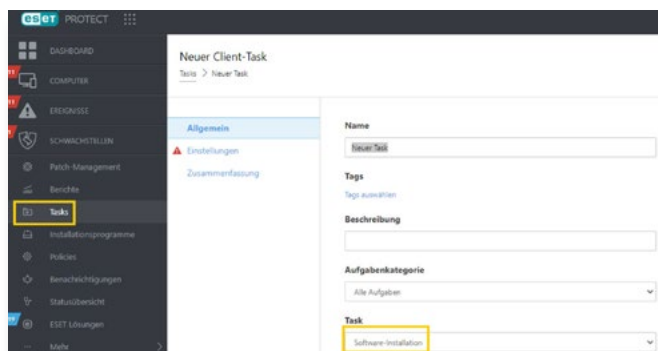 eset PROTECT
DASHBOARD
COMPUTER
EREIGNISSE
SCHWACHSTELLEN
Patch-Management
Berichte
Tasks
Installationsprogramme
Policies
Benachrichtigungen
Statusübersicht
ESET Lösungen
Mehr
Neuer Client-Task
Tasks > Neuer Task
Allgemein
Einstellungen
Zusammenfassung
Name
Neuer Task
Tags
Tags auswählen
Beschreibung
Aufgabenkategorie
Alle Aufgaben
Task
Software-Installation